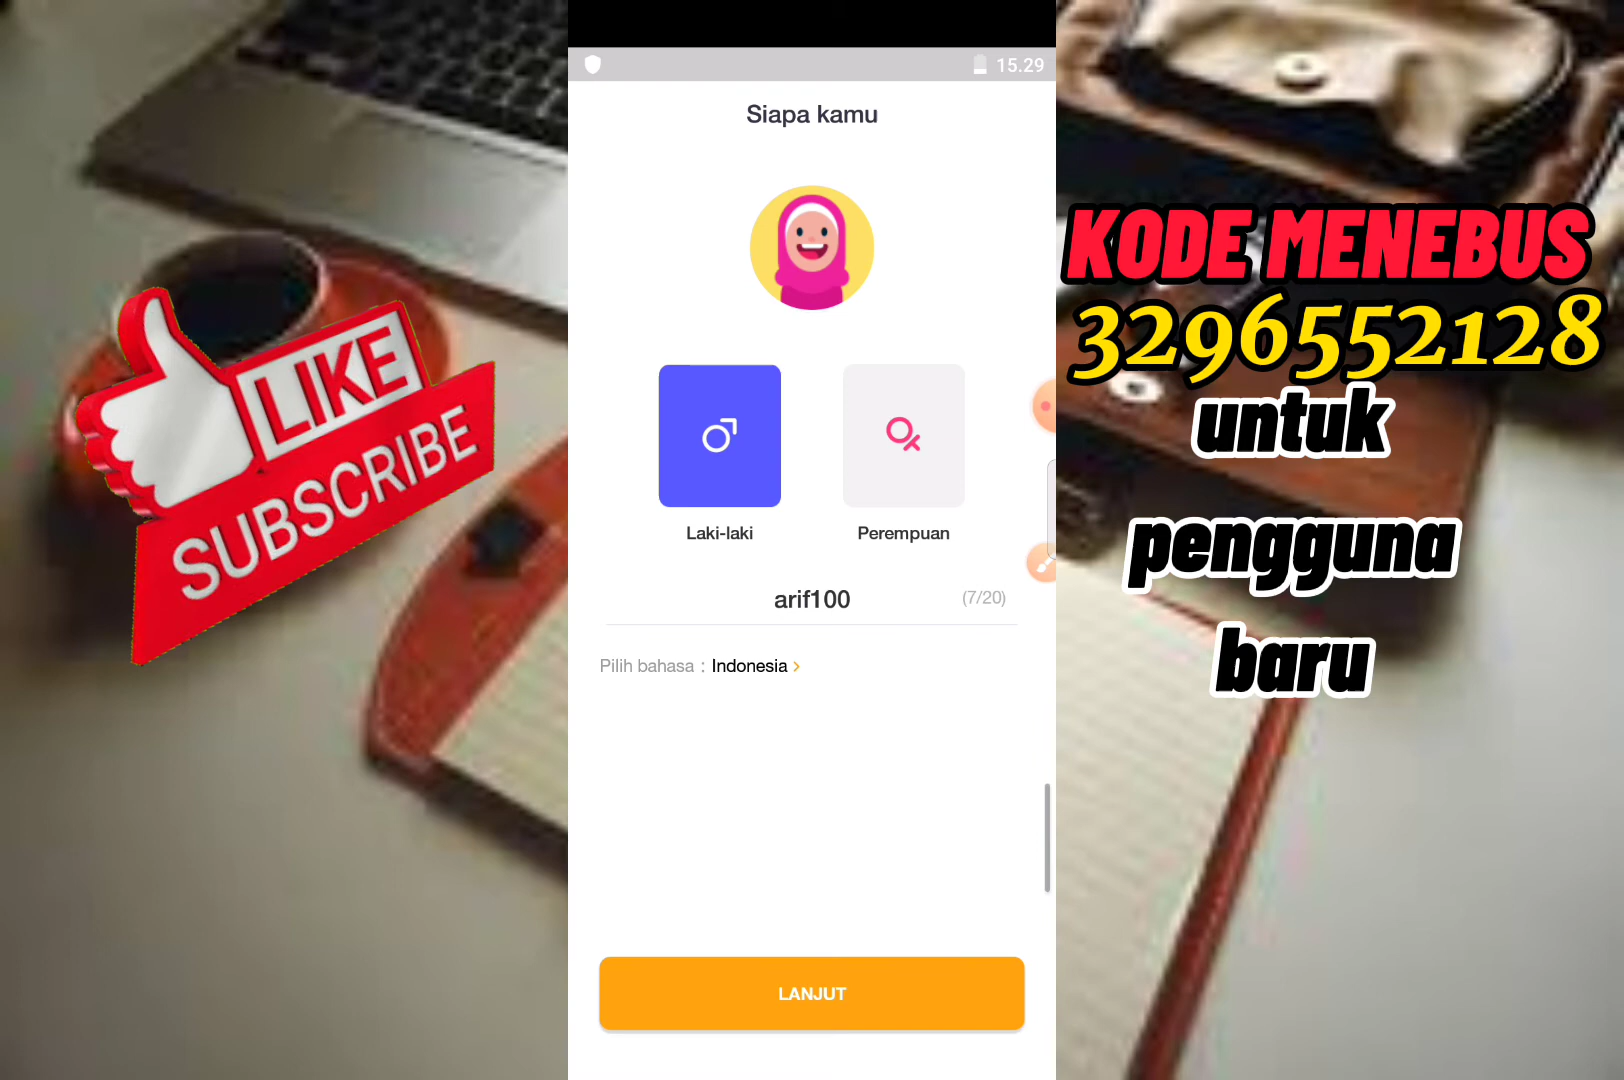 LIKE
SUBSCRIBE
15.29
Siapa kamu
Laki-laki
Perempuan
arif100
(7/20)
Pilih bahasa : Indonesia >
LANJUT
KODE MENEBUS
3296552128
untuk
pengguna
baru